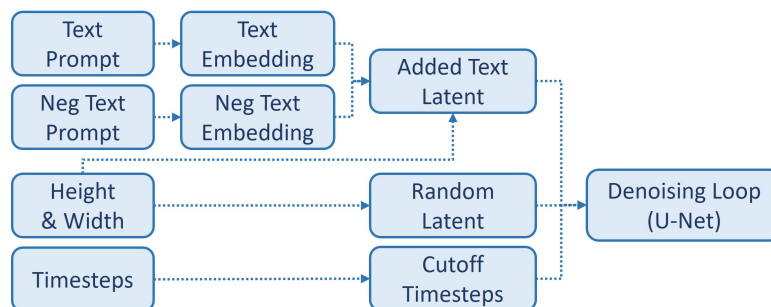 Text
Prompt
Text
Embedding
Neg Text
Prompt
Neg Text
Embedding
Added Text
Latent
Height
& Width
Random
Latent
Denoising Loop
(U-Net)
Timesteps
Cutoff
Timesteps